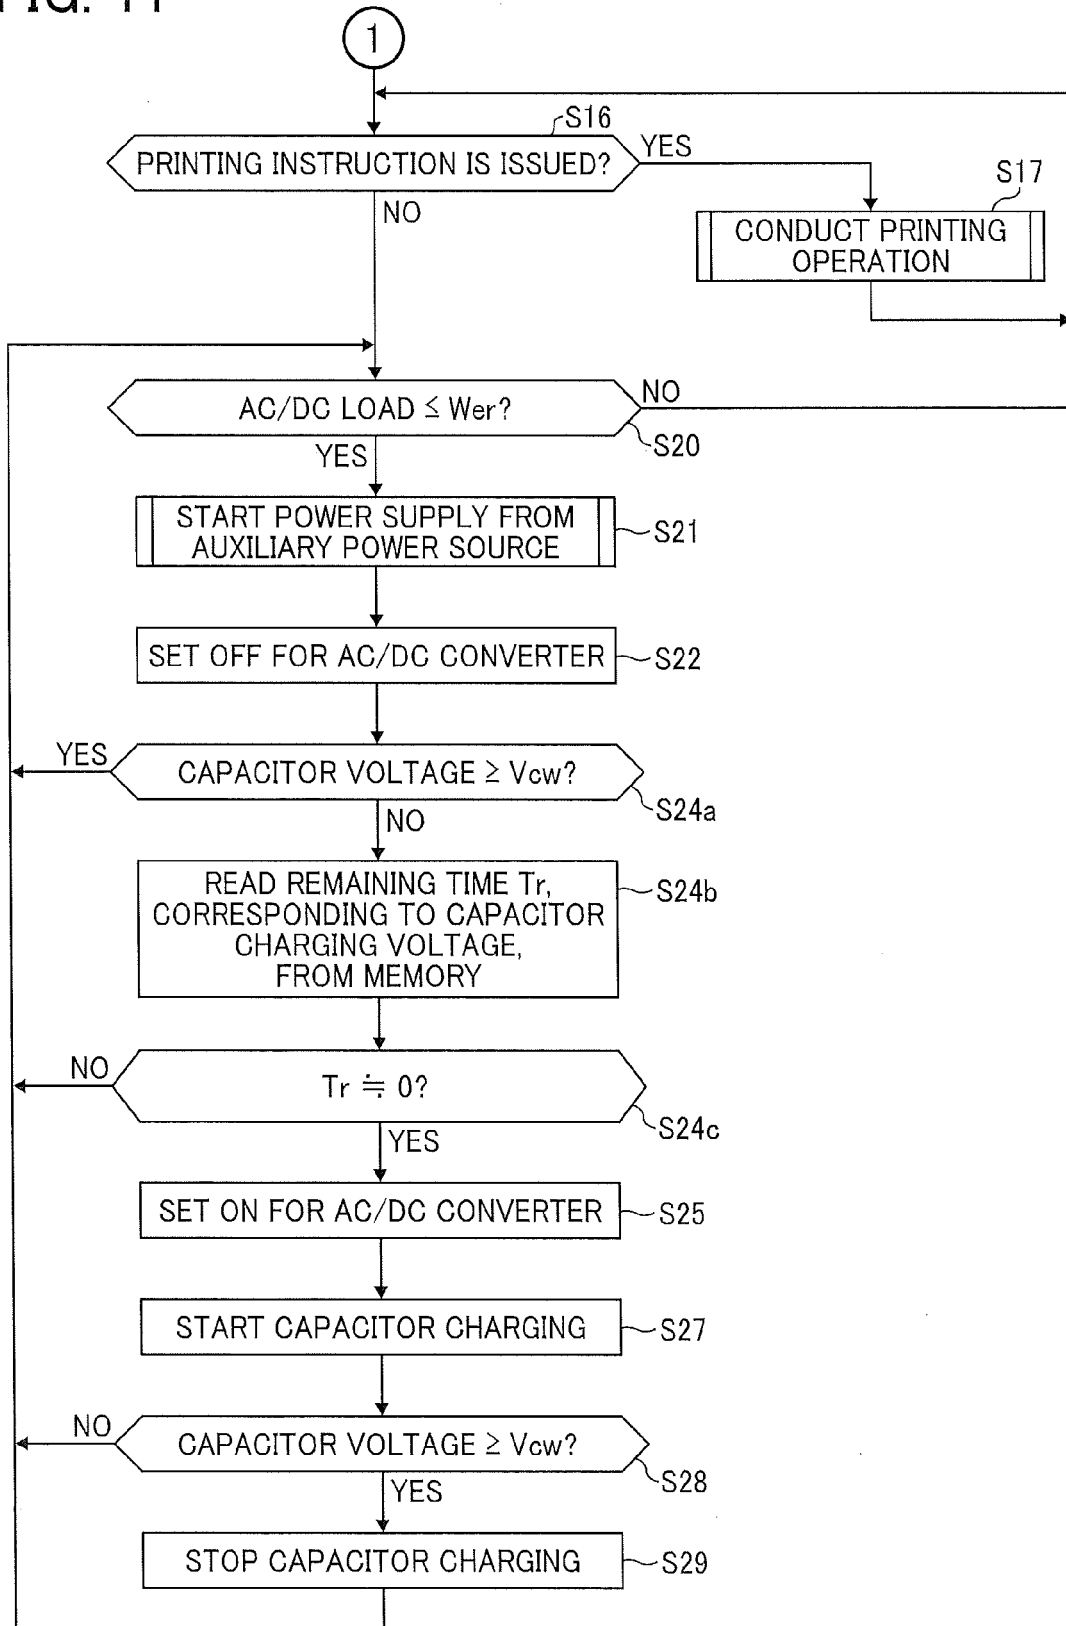 1
S16
PRINTING INSTRUCTION IS ISSUED?
YES
NO
S17
CONDUCT PRINTING
OPERATION
AC/DC LOAD ≤ Wer?
NO
S20
YES
START POWER SUPPLY FROM
AUXILIARY POWER SOURCE
S21
SET OFF FOR AC/DC CONVERTER
S22
YES
CAPACITOR VOLTAGE ≥ Vcw?
S24a
NO
READ REMAINING TIME Tr,
CORRESPONDING TO CAPACITOR
CHARGING VOLTAGE,
FROM MEMORY
S24b
NO
Tr ≒ 0?
S24c
YES
SET ON FOR AC/DC CONVERTER
S25
START CAPACITOR CHARGING
S27
NO
CAPACITOR VOLTAGE ≥ Vcw?
S28
YES
STOP CAPACITOR CHARGING
S29